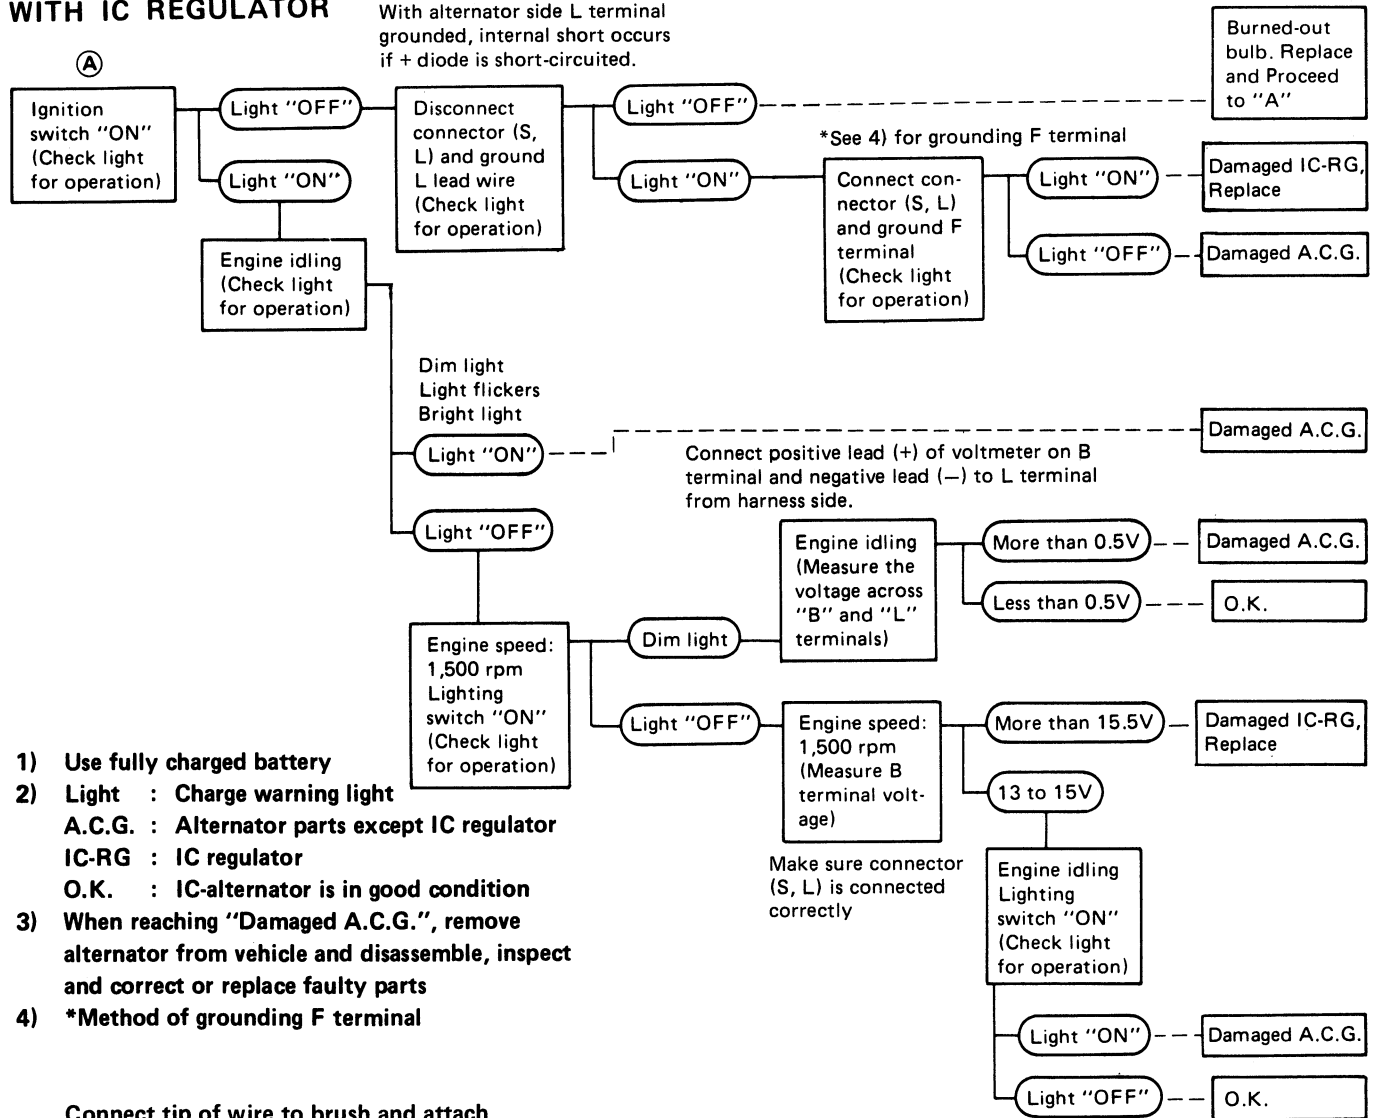 WITH IC REGULATOR
With alternator side L terminal
grounded, internal short occurs
if + diode is short-circuited.
A
Ignition
switch "ON"
(Check light
for operation)
Light "OFF"
Light "ON"
Disconnect
connector (S,
L) and ground
L lead wire
(Check light
for operation)
Light "OFF"
Burned-out
bulb. Replace
and Proceed
to "A"
Light "ON"
*See 4) for grounding F terminal
Connect con-
nector (S, L)
and ground F
terminal
(Check light
for operation)
Light "ON"
Damaged IC-RG,
Replace
Light "OFF"
Damaged A.C.G.
Engine idling
(Check light
for operation)
Dim light
Light flickers
Bright light
Light "ON"
Damaged A.C.G.
Light "OFF"
Connect positive lead (+) of voltmeter on B
terminal and negative lead (−) to L terminal
from harness side.
Engine speed:
1,500 rpm
Lighting
switch "ON"
(Check light
for operation)
Dim light
Engine idling
(Measure the
voltage across
"B" and "L"
terminals)
More than 0.5V
Damaged A.C.G.
Less than 0.5V
O.K.
Light "OFF"
Engine speed:
1,500 rpm
(Measure B
terminal volt-
age)
Make sure connector
(S, L) is connected
correctly
More than 15.5V
Damaged IC-RG,
Replace
13 to 15V
Engine idling
Lighting
switch "ON"
(Check light
for operation)
Light "ON"
Damaged A.C.G.
Light "OFF"
O.K.
1) Use fully charged battery
2) Light : Charge warning light
A.C.G. : Alternator parts except IC regulator
IC-RG : IC regulator
O.K. : IC-alternator is in good condition
3) When reaching "Damaged A.C.G.", remove
alternator from vehicle and disassemble, inspect
and correct or replace faulty parts
4) *Method of grounding F terminal
Connect tip of wire to brush and attach